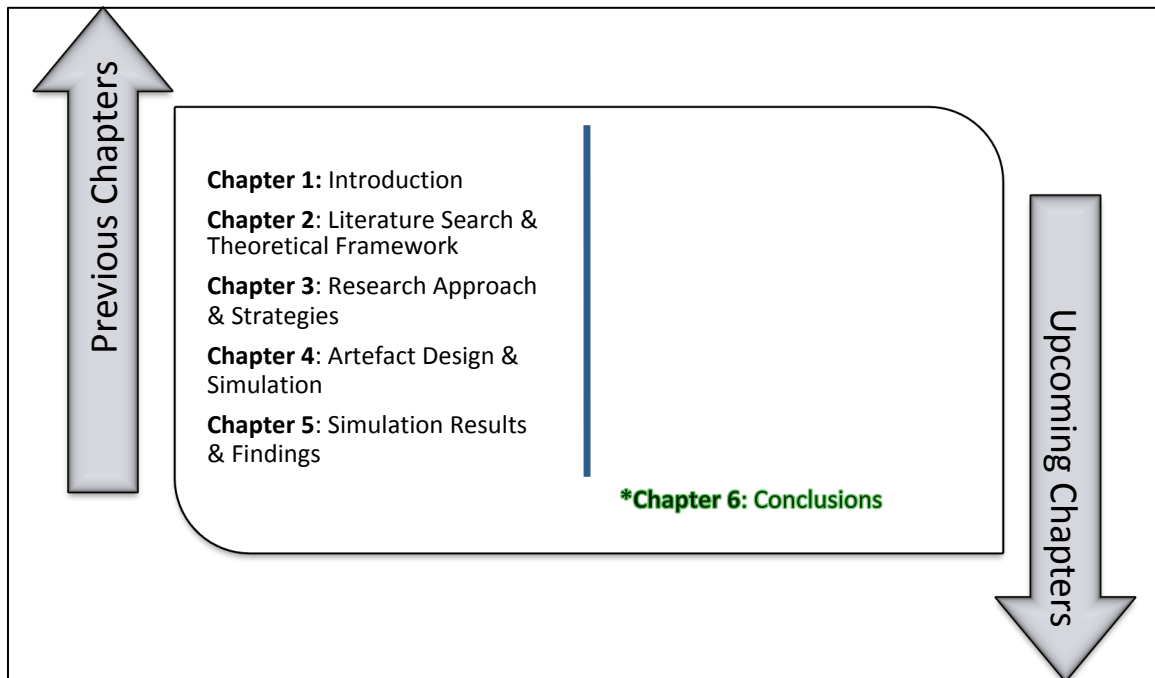 Previous Chapters
Chapter 1: Introduction
Chapter 2: Literature Search &
Theoretical Framework
Chapter 3: Research Approach
& Strategies
Chapter 4: Artefact Design &
Simulation
Chapter 5: Simulation Results
& Findings
*Chapter 6: Conclusions
Upcoming Chapters